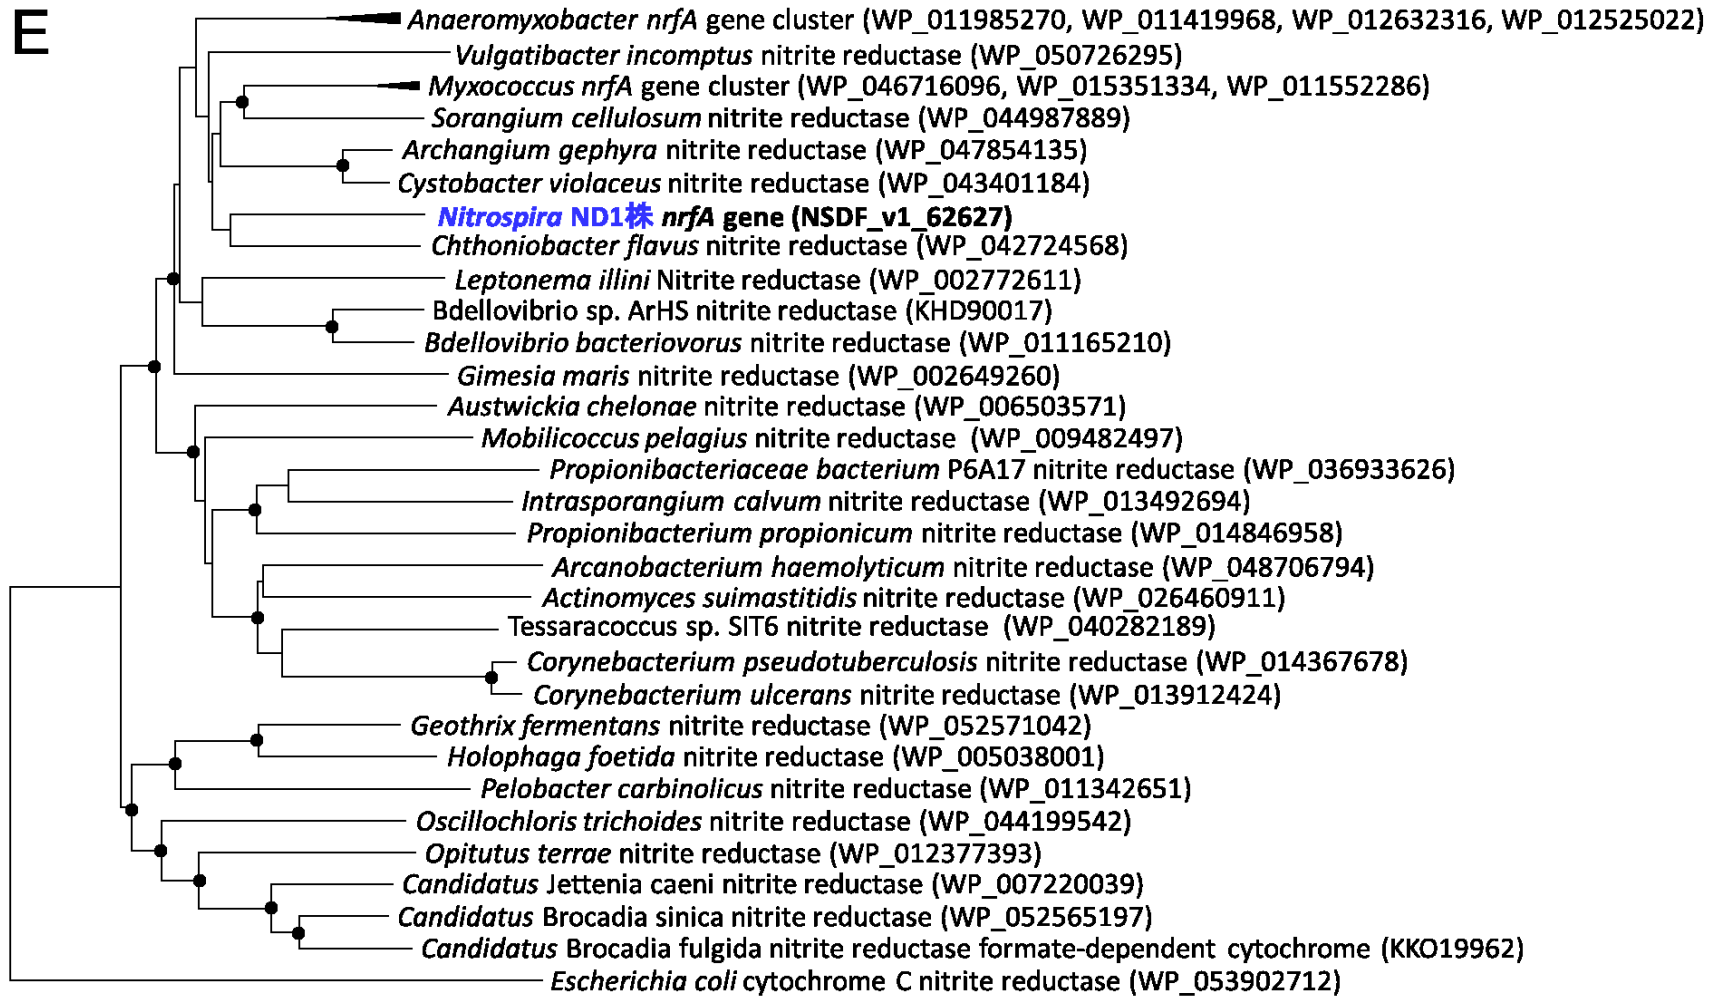 E
Anaeromyxobacter nrfA gene cluster (WP_011985270, WP_011419968, WP_012632316, WP_012525022)
Vulgatibacter incomptus nitrite reductase (WP_050726295)
Myxococcus nrfA gene cluster (WP_046716096, WP_015351334, WP_011552286)
Sorangium cellulosum nitrite reductase (WP_044987889)
Archangium gephyra nitrite reductase (WP_047854135)
Cystobacter violaceus nitrite reductase (WP_043401184)
Nitrospira ND1株 nrfA gene (NSDF_v1_62627)
Chthoniobacter flavus nitrite reductase (WP_042724568)
Leptonema illini Nitrite reductase (WP_002772611)
Bdellovibrio sp. ArHS nitrite reductase (KHD90017)
Bdellovibrio bacteriovorus nitrite reductase (WP_011165210)
Gimesia maris nitrite reductase (WP_002649260)
Austwickia chelonae nitrite reductase (WP_006503571)
Mobilicoccus pelagius nitrite reductase (WP_009482497)
Propionibacteriaceae bacterium P6A17 nitrite reductase (WP_036933626)
Intrasporangium calvum nitrite reductase (WP_013492694)
Propionibacterium propionicum nitrite reductase (WP_014846958)
Arcanobacterium haemolyticum nitrite reductase (WP_048706794)
Actinomyces suimastitidis nitrite reductase (WP_026460911)
Tessaracoccus sp. SIT6 nitrite reductase (WP_040282189)
Corynebacterium pseudotuberculosis nitrite reductase (WP_014367678)
Corynebacterium ulcerans nitrite reductase (WP_013912424)
Geothrix fermentans nitrite reductase (WP_052571042)
Holophaga foetida nitrite reductase (WP_005038001)
Pelobacter carbinolicus nitrite reductase (WP_011342651)
Oscillochloris trichoides nitrite reductase (WP_044199542)
Opitutus terrae nitrite reductase (WP_012377393)
Candidatus Jettenia caeni nitrite reductase (WP_007220039)
Candidatus Brocadia sinica nitrite reductase (WP_052565197)
Candidatus Brocadia fulgida nitrite reductase formate-dependent cytochrome (KKO19962)
Escherichia coli cytochrome C nitrite reductase (WP_053902712)